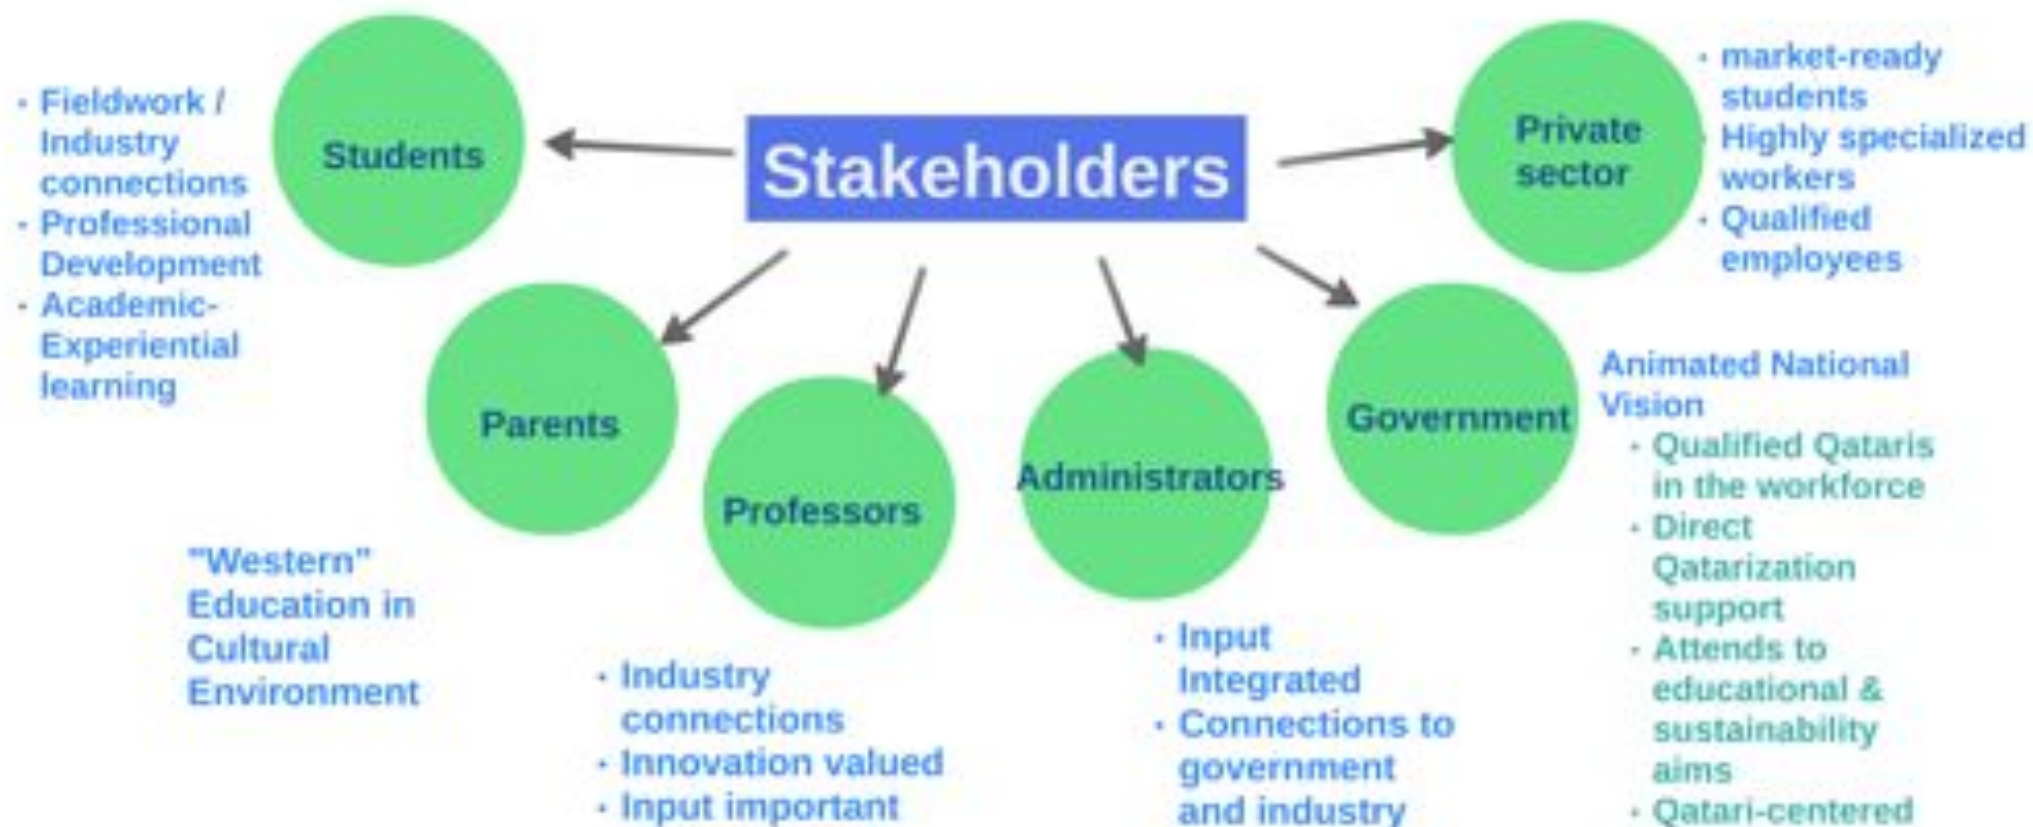 Stakeholders
Students
· Fieldwork /
Industry
connections
· Professional
Development
· Academic-
Experiential
learning
Parents
"Western"
Education in
Cultural
Environment
Professors
· Industry
connections
· Innovation valued
· Input important
Administrators
· Input
Integrated
· Connections to
government
and industry
Government
Animated National
Vision
· Qualified Qataris
in the workforce
· Direct
Qatarization
support
· Attends to
educational &
sustainability
aims
· Qatari-centered
Private
sector
· market-ready
students
· Highly specialized
workers
· Qualified
employees